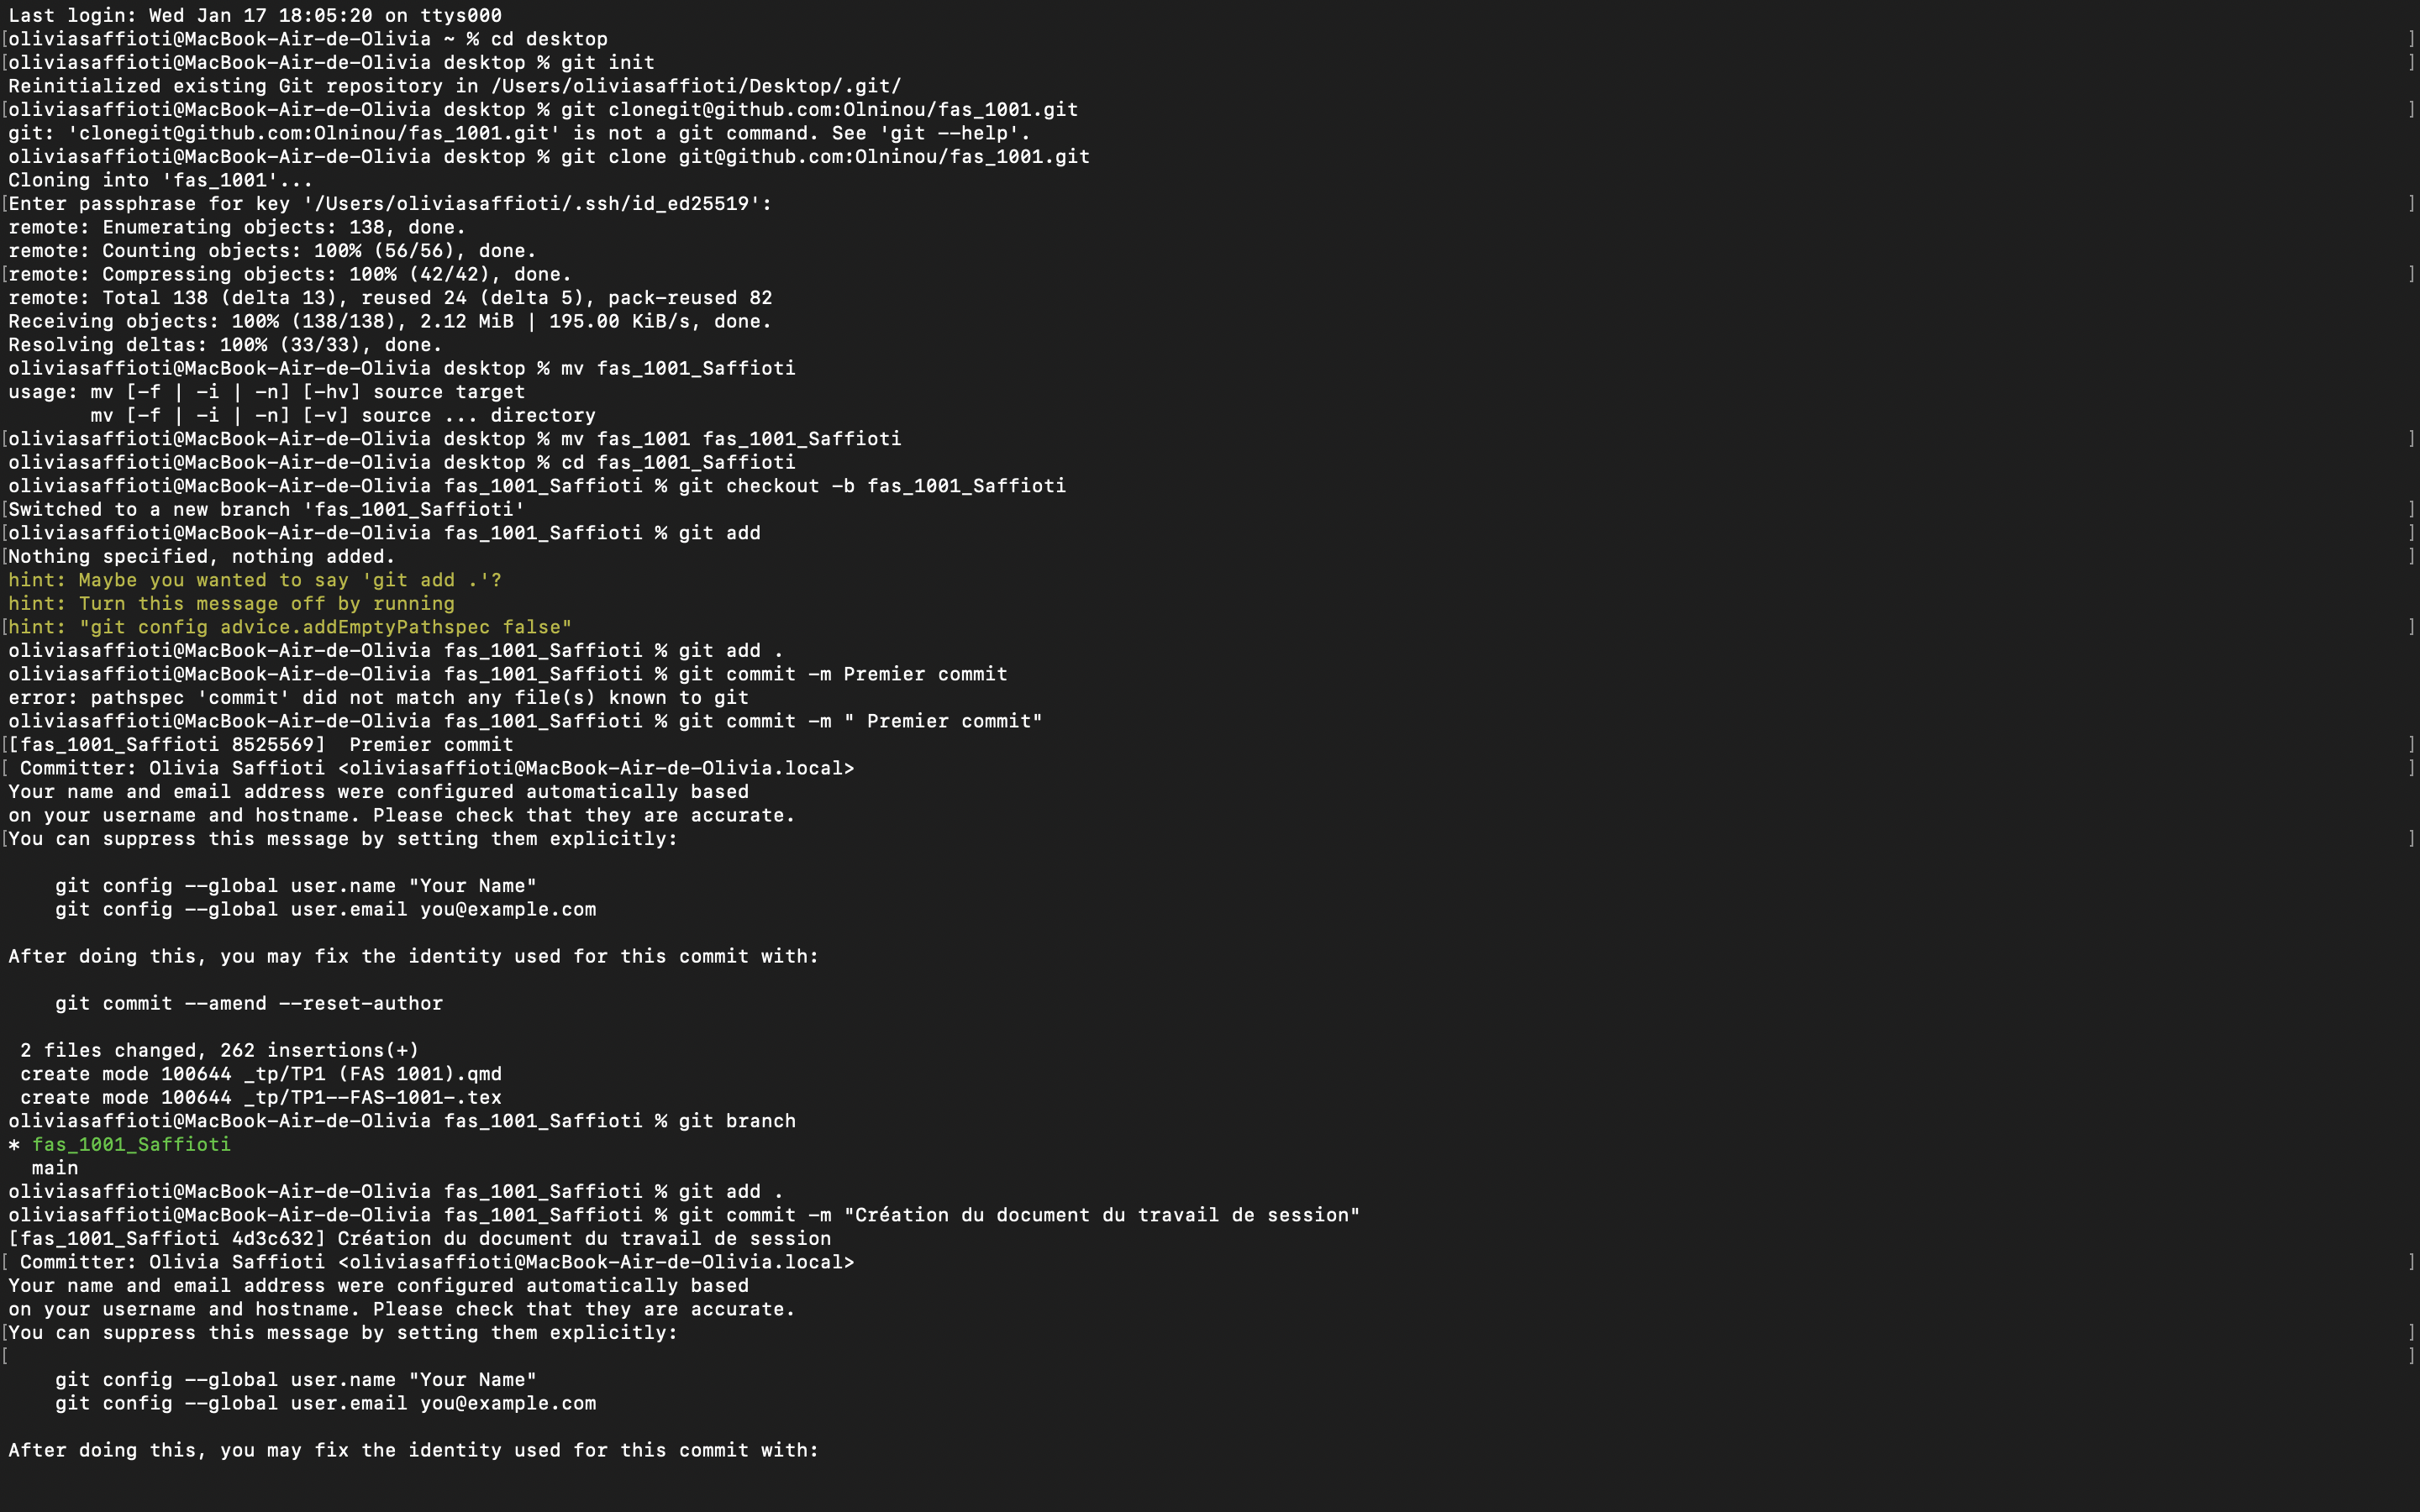 Last login: Wed Jan 17 18:05:20 on ttys000
[oliviasaffioti@MacBook-Air-de-Olivia ~ % cd desktop ]
[oliviasaffioti@MacBook-Air-de-Olivia desktop % git init ]
Reinitialized existing Git repository in /Users/oliviasaffioti/Desktop/.git/
[oliviasaffioti@MacBook-Air-de-Olivia desktop % git clonegit@github.com:Olninou/fas_1001.git ]
git: 'clonegit@github.com:Olninou/fas_1001.git' is not a git command. See 'git --help'.
oliviasaffioti@MacBook-Air-de-Olivia desktop % git clone git@github.com:Olninou/fas_1001.git
Cloning into 'fas_1001'...
[Enter passphrase for key '/Users/oliviasaffioti/.ssh/id_ed25519': ]
remote: Enumerating objects: 138, done.
remote: Counting objects: 100% (56/56), done.
[remote: Compressing objects: 100% (42/42), done. ]
remote: Total 138 (delta 13), reused 24 (delta 5), pack-reused 82
Receiving objects: 100% (138/138), 2.12 MiB | 195.00 KiB/s, done.
Resolving deltas: 100% (33/33), done.
oliviasaffioti@MacBook-Air-de-Olivia desktop % mv fas_1001_Saffioti
usage: mv [-f | -i | -n] [-hv] source target
       mv [-f | -i | -n] [-v] source ... directory
[oliviasaffioti@MacBook-Air-de-Olivia desktop % mv fas_1001 fas_1001_Saffioti ]
oliviasaffioti@MacBook-Air-de-Olivia desktop % cd fas_1001_Saffioti
oliviasaffioti@MacBook-Air-de-Olivia fas_1001_Saffioti % git checkout -b fas_1001_Saffioti
[Switched to a new branch 'fas_1001_Saffioti' ]
[oliviasaffioti@MacBook-Air-de-Olivia fas_1001_Saffioti % git add ]
[Nothing specified, nothing added. ]
hint: Maybe you wanted to say 'git add .'?
hint: Turn this message off by running
[hint: "git config advice.addEmptyPathspec false" ]
oliviasaffioti@MacBook-Air-de-Olivia fas_1001_Saffioti % git add .
oliviasaffioti@MacBook-Air-de-Olivia fas_1001_Saffioti % git commit -m Premier commit
error: pathspec 'commit' did not match any file(s) known to git
oliviasaffioti@MacBook-Air-de-Olivia fas_1001_Saffioti % git commit -m " Premier commit"
[[fas_1001_Saffioti 8525569]  Premier commit ]
[ Committer: Olivia Saffioti <oliviasaffioti@MacBook-Air-de-Olivia.local> ]
Your name and email address were configured automatically based
on your username and hostname. Please check that they are accurate.
[You can suppress this message by setting them explicitly: ]

    git config --global user.name "Your Name"
    git config --global user.email you@example.com

After doing this, you may fix the identity used for this commit with:

    git commit --amend --reset-author

 2 files changed, 262 insertions(+)
 create mode 100644 _tp/TP1 (FAS 1001).qmd
 create mode 100644 _tp/TP1--FAS-1001-.tex
oliviasaffioti@MacBook-Air-de-Olivia fas_1001_Saffioti % git branch
* fas_1001_Saffioti
  main
oliviasaffioti@MacBook-Air-de-Olivia fas_1001_Saffioti % git add .
oliviasaffioti@MacBook-Air-de-Olivia fas_1001_Saffioti % git commit -m "Création du document du travail de session"
[fas_1001_Saffioti 4d3c632] Création du document du travail de session
[ Committer: Olivia Saffioti <oliviasaffioti@MacBook-Air-de-Olivia.local> ]
Your name and email address were configured automatically based
on your username and hostname. Please check that they are accurate.
[You can suppress this message by setting them explicitly: ]
[ ]
    git config --global user.name "Your Name"
    git config --global user.email you@example.com

After doing this, you may fix the identity used for this commit with: